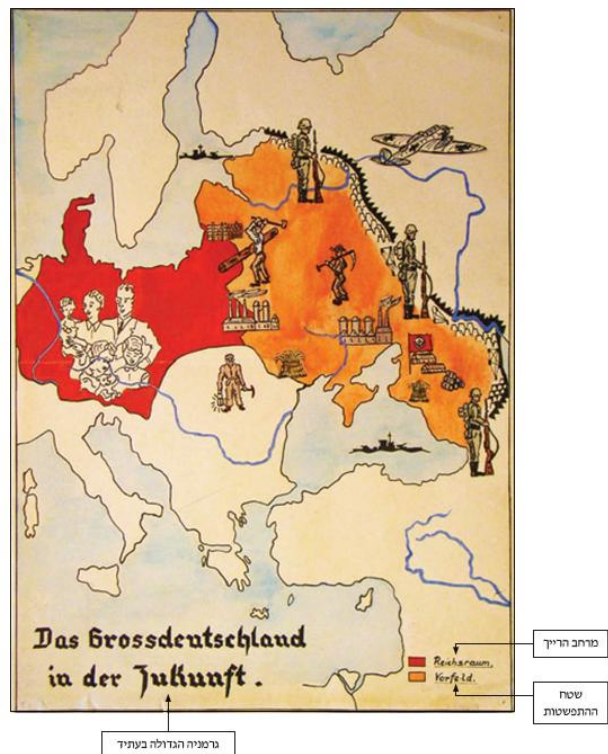 Das Grossdeutschland
in der Zukunft.
Reichsraum.
Vorfeld.
מרחב הרייך
שטח
ההתפשטות
גרמניה הגדולה בעתיד